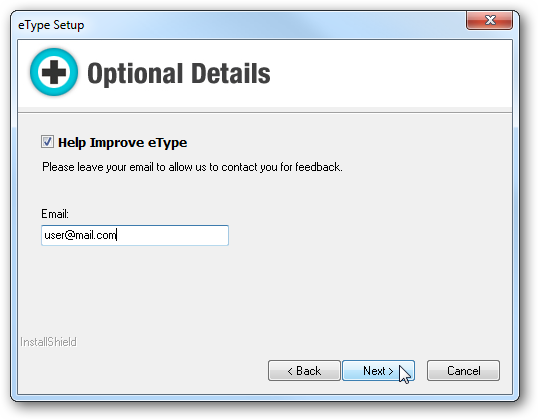 eType Setup
Optional Details
Help Improve eType
Please leave your email to allow us to contact you for feedback.
Email:
user@mail.com
InstallShield
< Back
Next >
Cancel